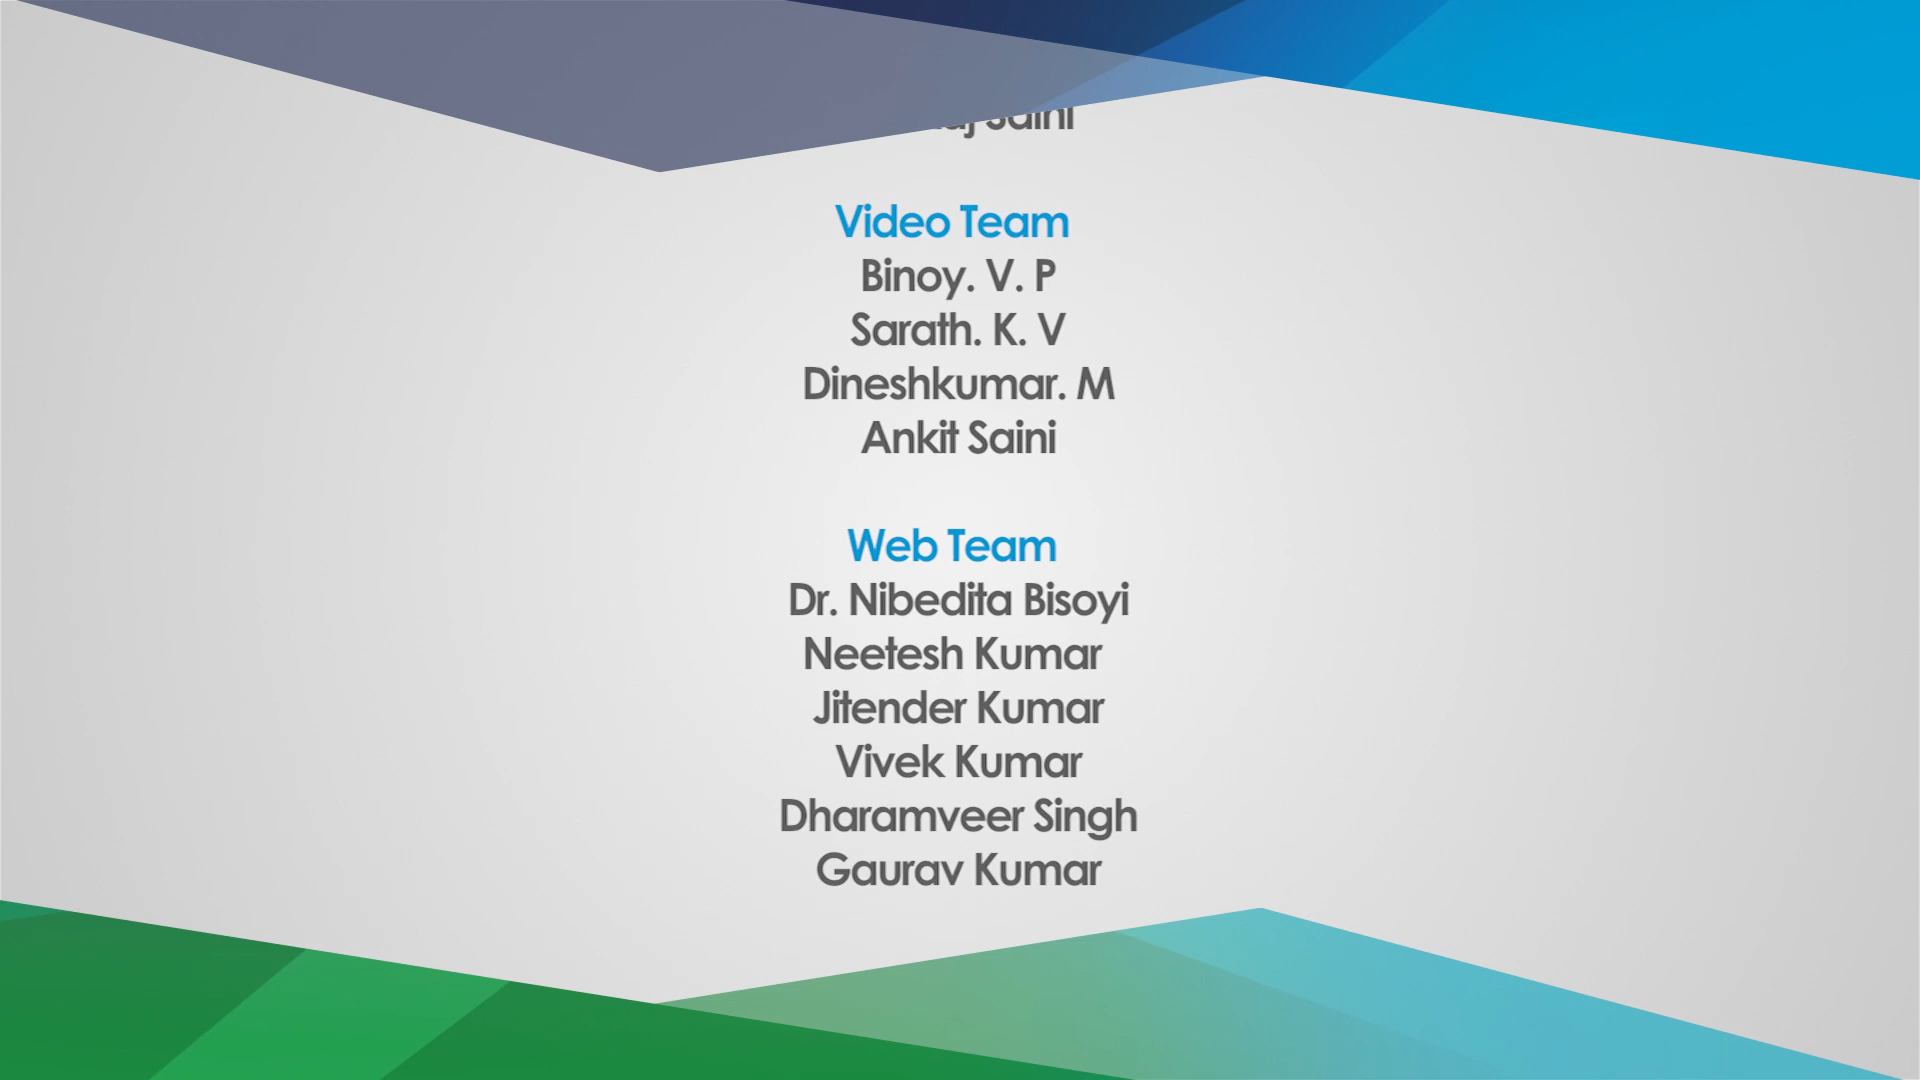 Saini
Video Team
Binoy. V. P
Sarath. K. V
Dineshkumar. M
Ankit Saini
Web Team
Dr. Nibedita Bisoyi
Neetesh Kumar
Jitender Kumar
Vivek Kumar
Dharamveer Singh
Gaurav Kumar